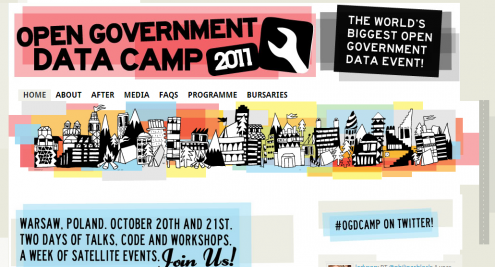 OPEN GOVERNMENT
DATA CAMP 2011
THE WORLD'S
BIGGEST OPEN
GOVERNMENT
DATA EVENT!
HOME ABOUT AFTER MEDIA FAQS PROGRAMME BURSARIES
WARSAW, POLAND. OCTOBER 20TH AND 21ST.
TWO DAYS OF TALKS, CODE AND WORKSHOPS.
A WEEK OF SATELLITE EVENTS. Join Us!
#OGDCAMP ON TWITTER!